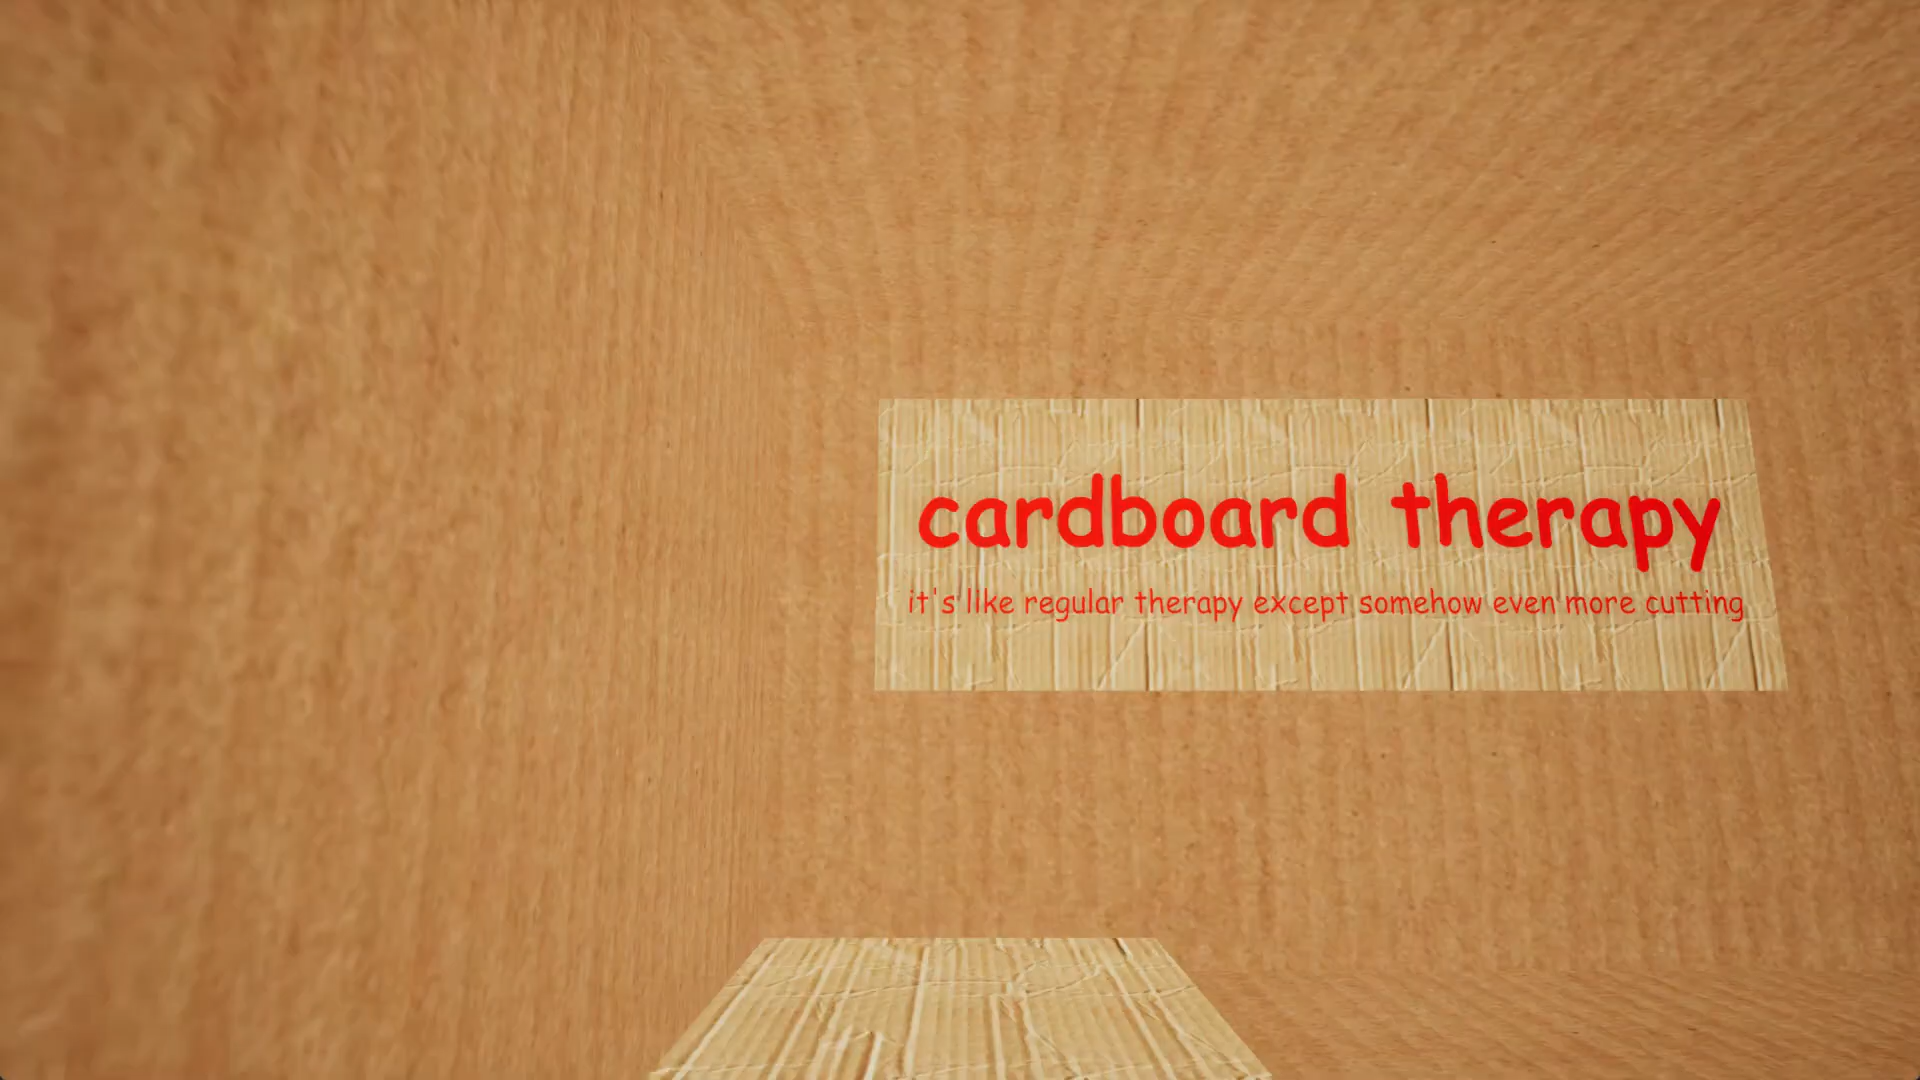 cardboard therapy
it's like regular therapy except somehow even more cutting